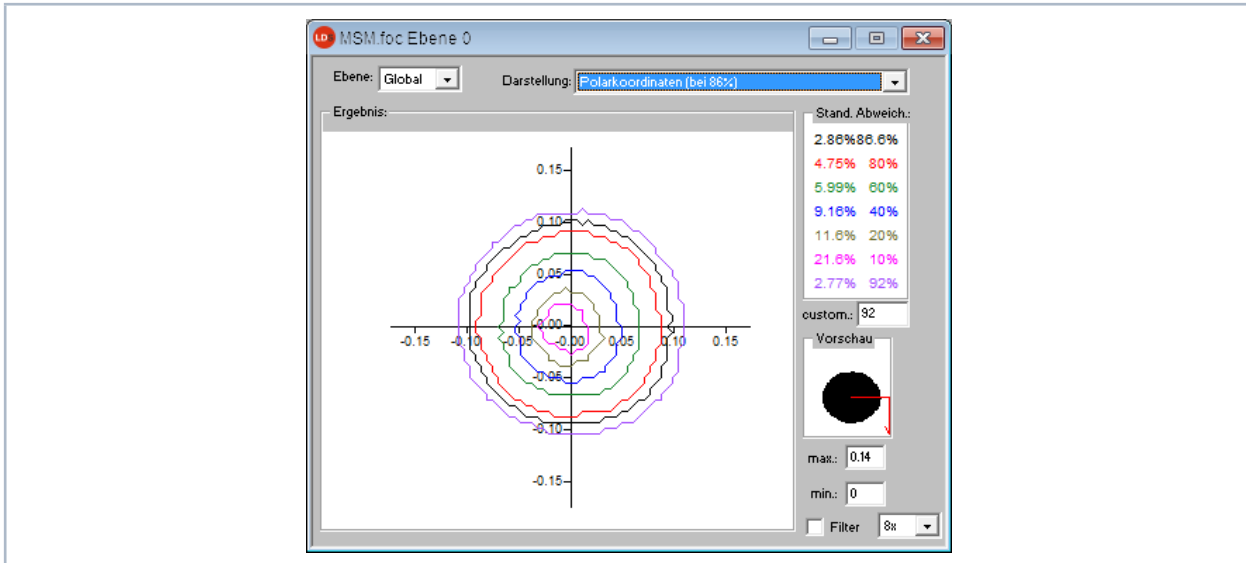 LD MSM.foc Ebene 0
Ebene: Global Darstellung: Polarkoordinaten (bei 86%)
Ergebnis: Stand. Abweich.:
2.86%86.6%
4.75% 80%
5.99% 60%
9.16% 40%
11.6% 20%
21.6% 10%
2.77% 92%
custom.: 92
Vorschau
max.: 0.14
min.: 0
Filter 8x
0.15
0.10
0.05
0.00
-0.15 -0.10 -0.05 -0.00 0.05 0.10 0.15
-0.05
-0.10
-0.15